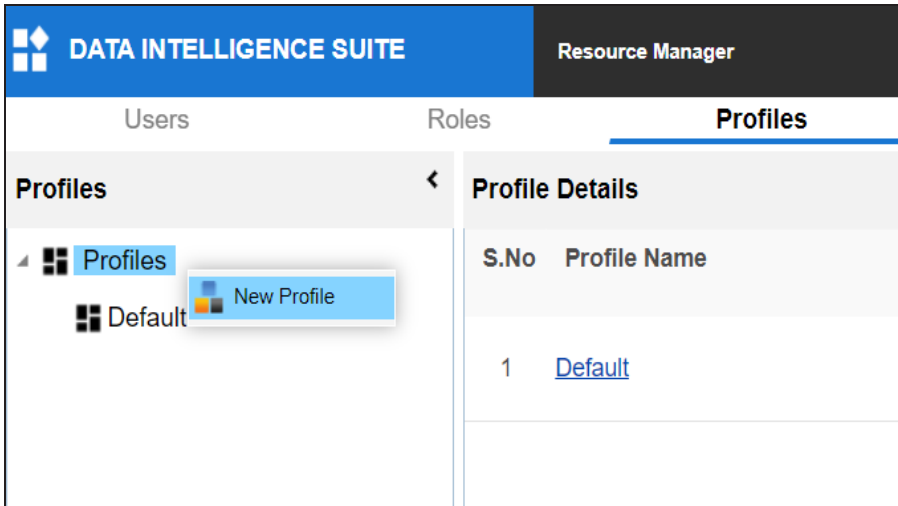 DATA INTELLIGENCE SUITE
Resource Manager
Users
Roles
Profiles
Profiles
Profile Details
Profiles
New Profile
Default
S.No Profile Name
1 Default